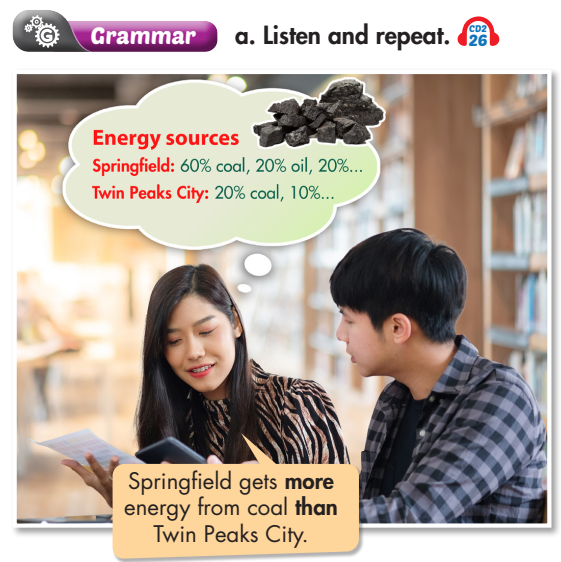 G Grammar a. Listen and repeat. CD2 26
Energy sources
Springfield: 60% coal, 20% oil, 20%...
Twin Peaks City: 20% coal, 10%...
Springfield gets more
energy from coal than
Twin Peaks City.